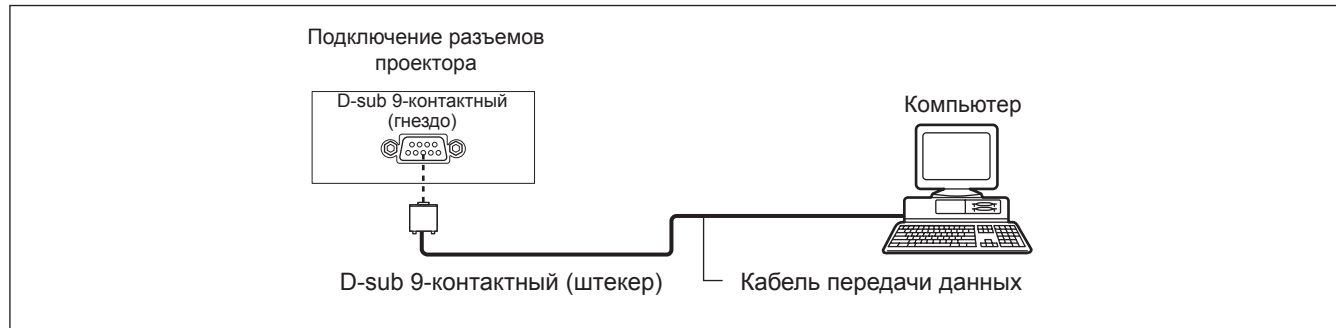 Подключение разъемов
проектора
D-sub 9-контактный
(гнездо)
Компьютер
D-sub 9-контактный (штекер)
Кабель передачи данных